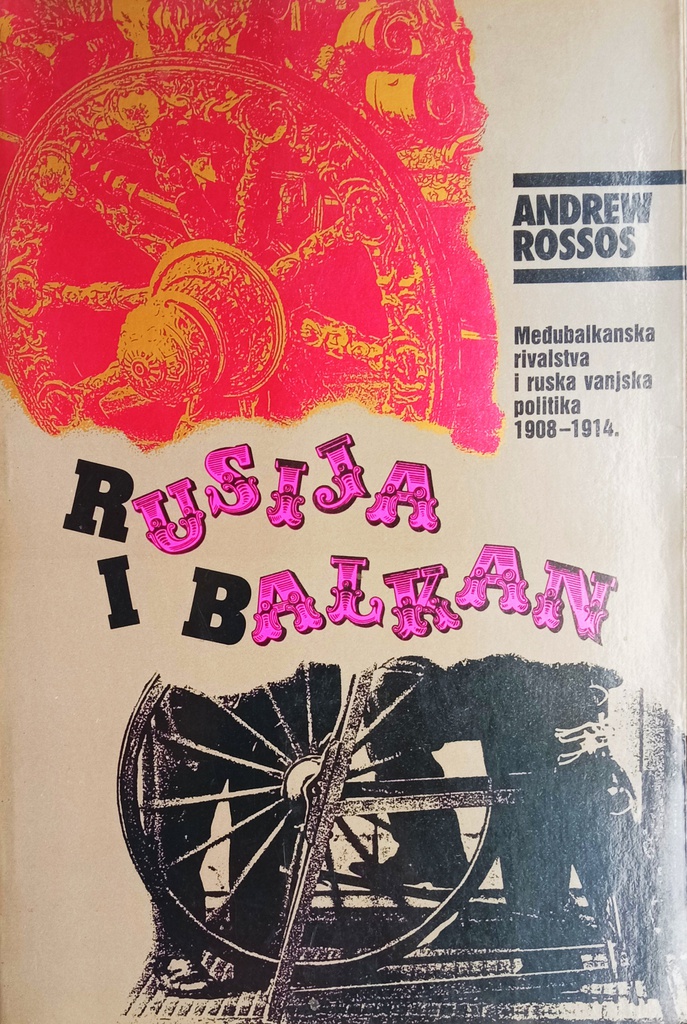 ANDREW
ROSSOS
Međubalkanska
rivalstva
i ruska vanjska
politika
1908–1914.
RUSIJA
I BALKAN